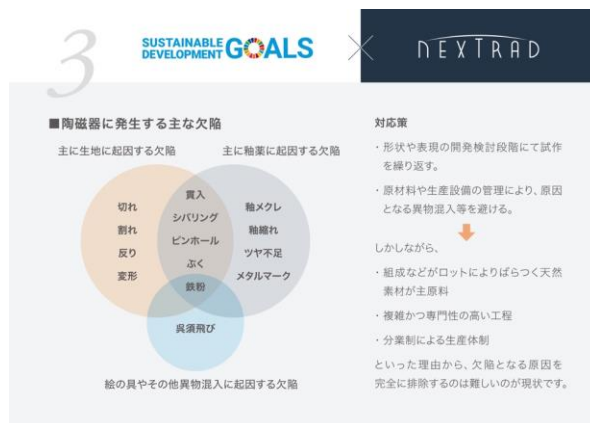 3
SUSTAINABLE
DEVELOPMENT GOALS
×
NEXTRAD
■陶磁器に発生する主な欠陥
主に生地に起因する欠陥
主に釉薬に起因する欠陥
切れ
割れ
反り
変形
貫入
シバリング
ピンホール
ぶく
鉄粉
釉メクレ
釉縮れ
ツヤ不足
メタルマーク
呉須飛び
絵の具やその他異物混入に起因する欠陥
対応策
・形状や表現の開発検討段階にて試作
を繰り返す。
・原材料や生産設備の管理により、原因
となる異物混入等を避ける。
しかしながら、
・組成などがロットによりばらつく天然
素材が主原料
・複雑かつ専門性の高い工程
・分業制による生産体制
といった理由から、欠陥となる原因を
完全に排除するのは難しいのが現状です。